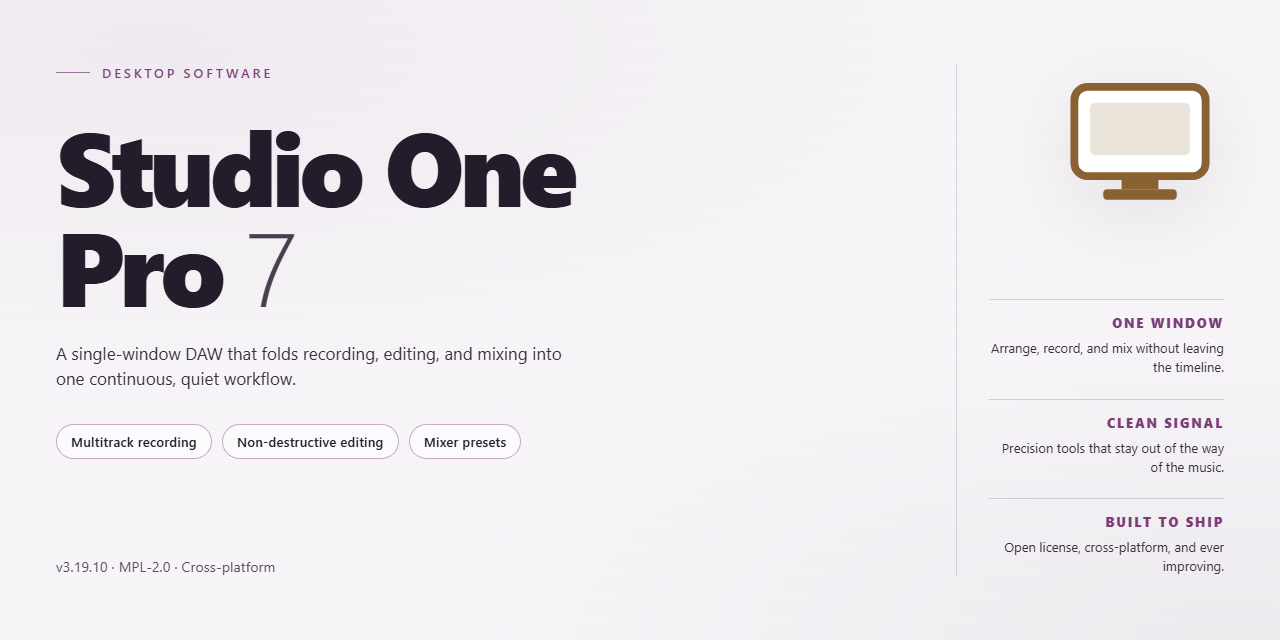 DESKTOP SOFTWARE
Studio One
Pro 7
A single-window DAW that folds recording, editing, and mixing into
one continuous, quiet workflow.
Multitrack recording
Non-destructive editing
Mixer presets
v3.19.10 · MPL-2.0 · Cross-platform
ONE WINDOW
Arrange, record, and mix without leaving
the timeline.
CLEAN SIGNAL
Precision tools that stay out of the way
of the music.
BUILT TO SHIP
Open license, cross-platform, and ever
improving.